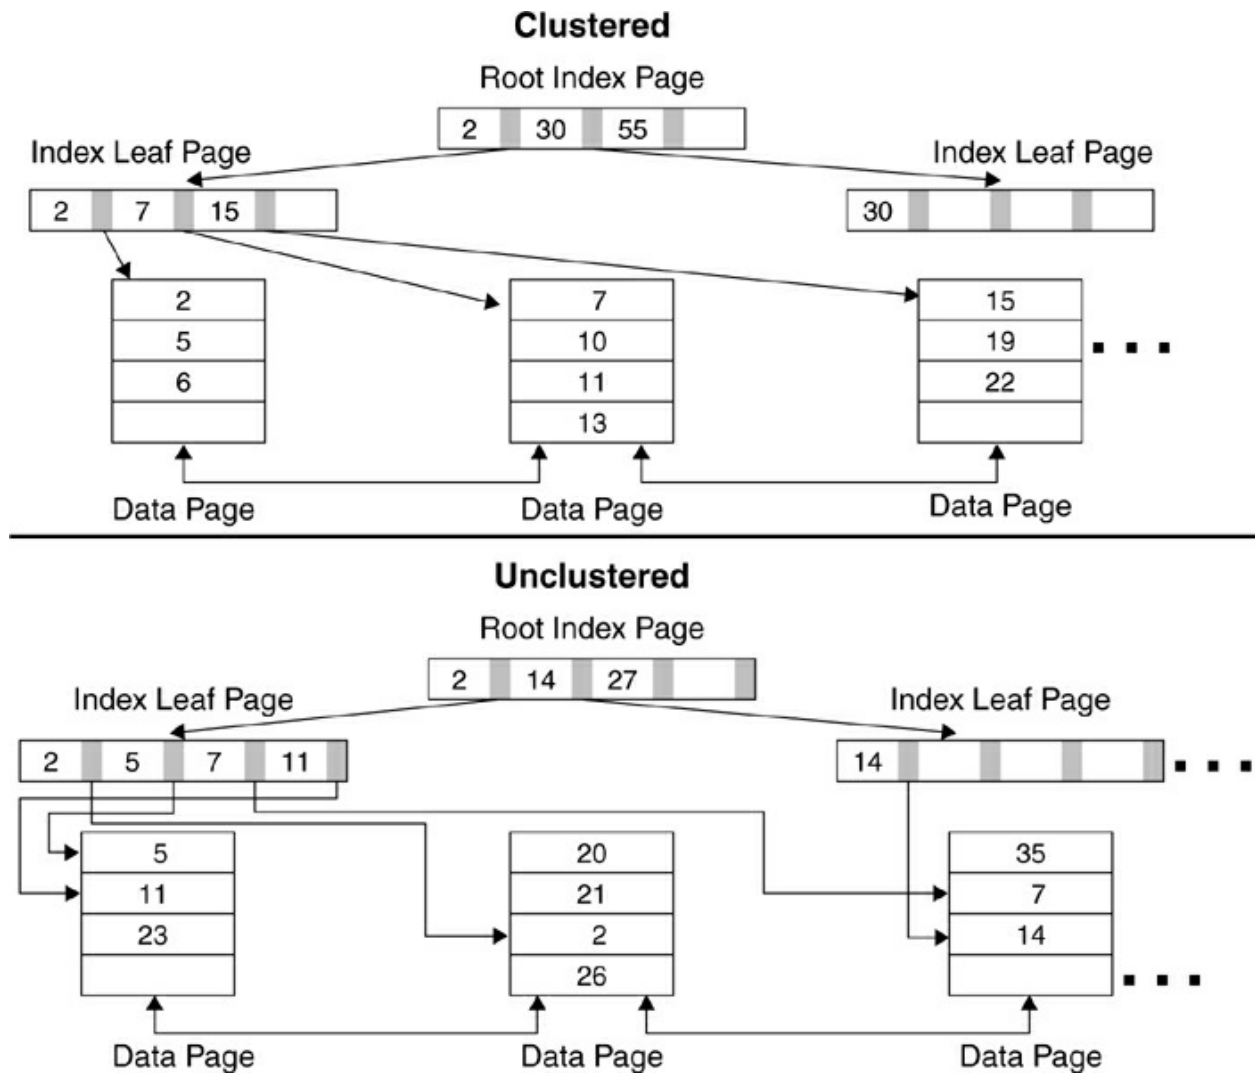 Clustered
Root Index Page
2 30 55
Index Leaf Page
Index Leaf Page
2 7 15
30
2
5
6
7
10
11
13
15
19
22
Data Page
Data Page
Data Page
Unclustered
Root Index Page
2 14 27
Index Leaf Page
Index Leaf Page
2 5 7 11
14
5
11
23
20
21
2
26
35
7
14
Data Page
Data Page
Data Page